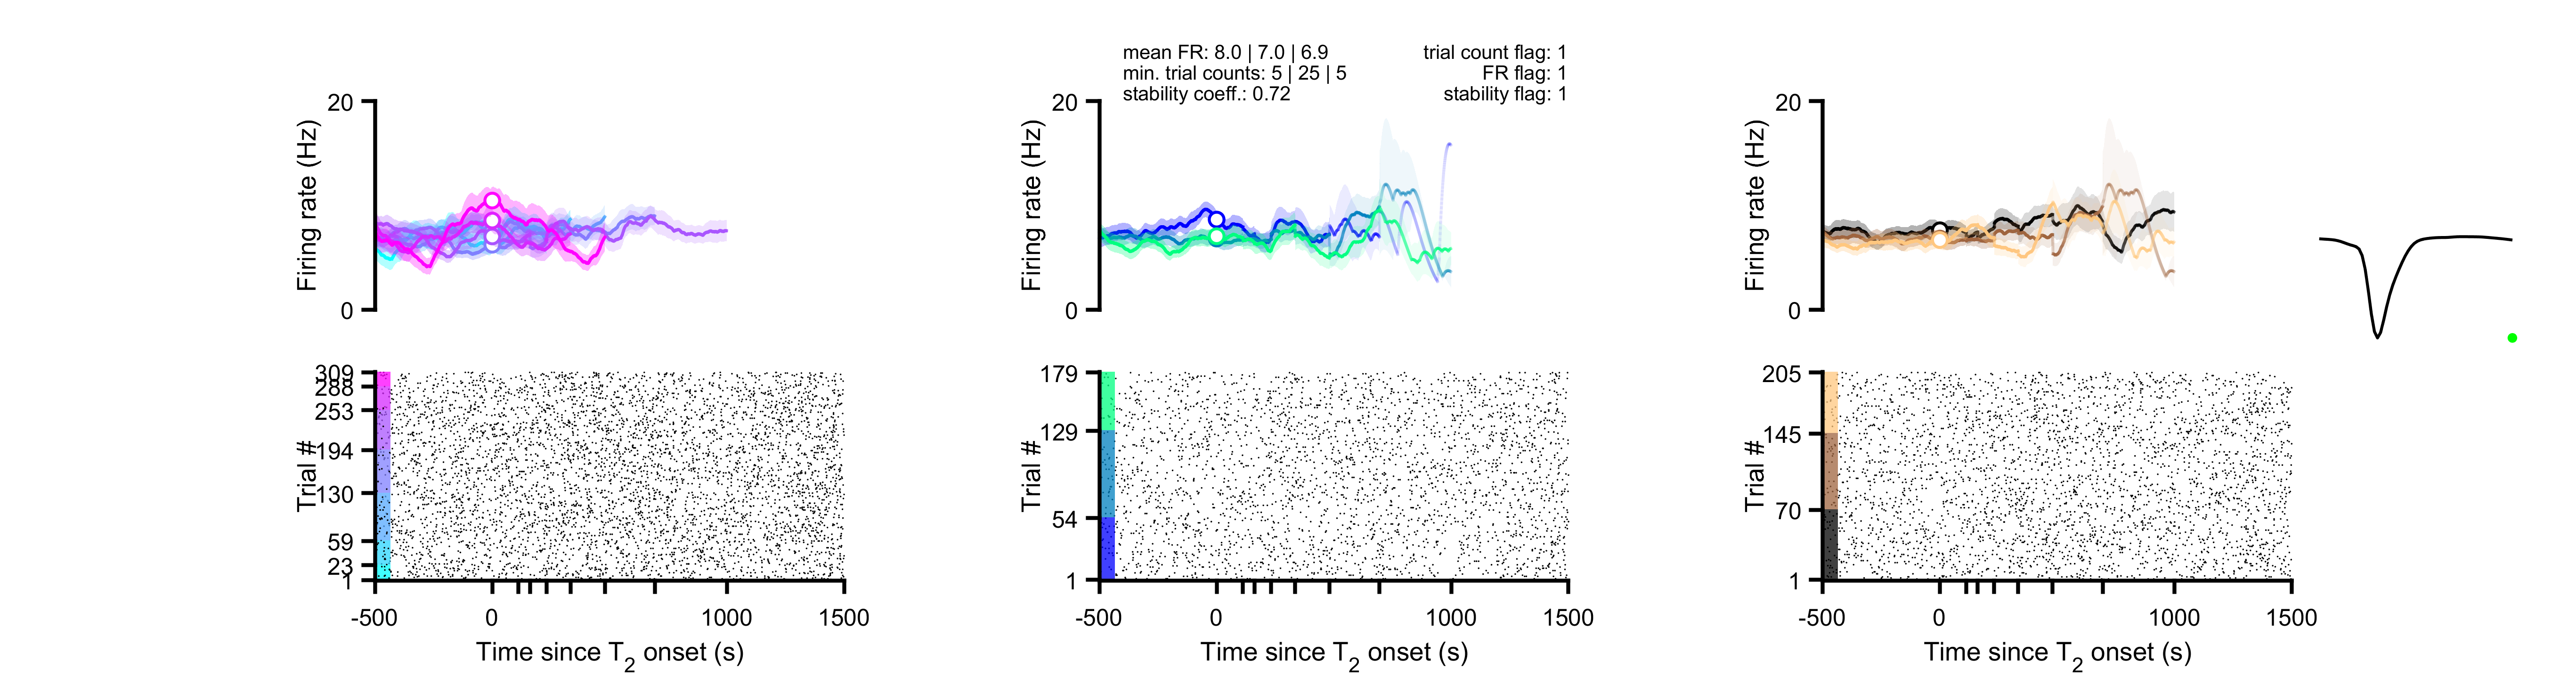 mean FR: 8.0 | 7.0 | 6.9
min. trial counts: 5 | 25 | 5
stability coeff.: 0.72
trial count flag: 1
FR flag: 1
stability flag: 1
20
Firing rate (Hz)
0
309
288
253
194
130
59
23
1
Trial #
-500
0
1000
1500
Time since T2 onset (s)
20
Firing rate (Hz)
0
179
129
54
1
Trial #
-500
0
1000
1500
Time since T2 onset (s)
20
Firing rate (Hz)
0
205
145
70
1
Trial #
-500
0
1000
1500
Time since T2 onset (s)